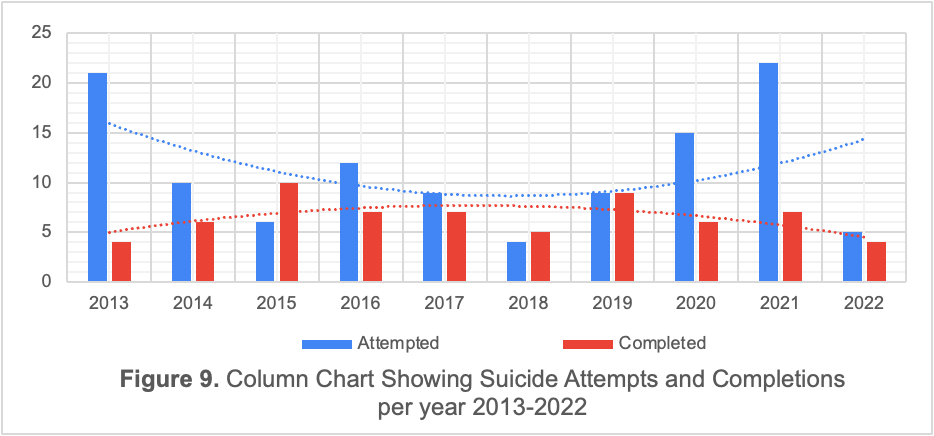 25
20
15
10
5
0
2013 2014 2015 2016 2017 2018 2019 2020 2021 2022
Attempted Completed
Figure 9. Column Chart Showing Suicide Attempts and Completions
per year 2013-2022